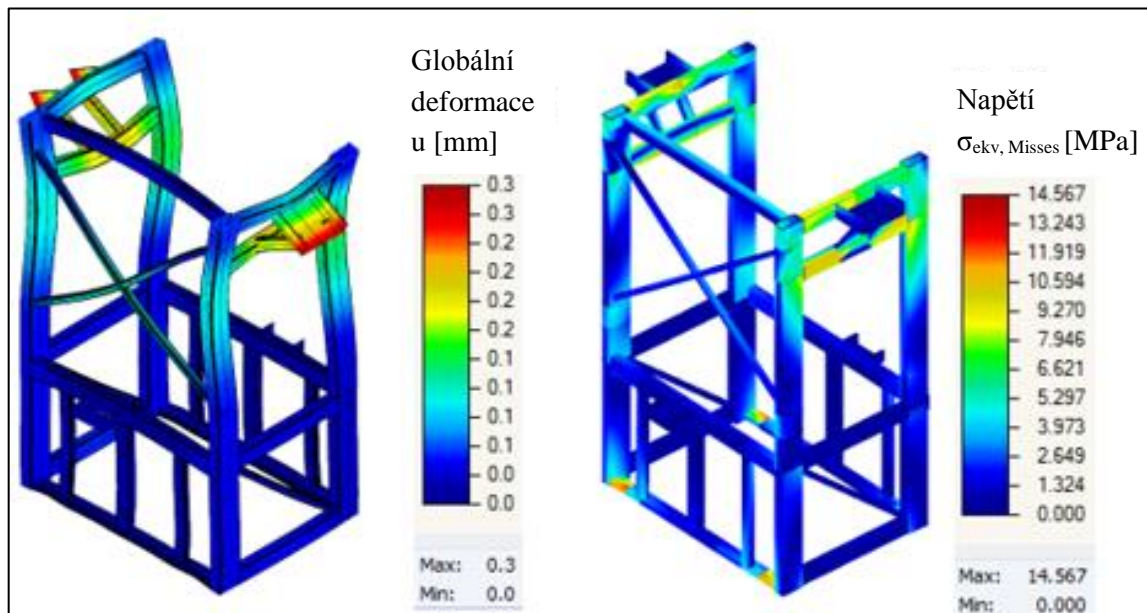 Globální
deformace
u [mm]
0.3
0.3
0.2
0.2
0.2
0.2
0.1
0.1
0.1
0.1
0.0
0.0
Max: 0.3
Min: 0.0
Napětí
σekv, Misses [MPa]
14.567
13.243
11.919
10.594
9.270
7.946
6.621
5.297
3.973
2.649
1.324
0.000
Max: 14.567
Min: 0.000